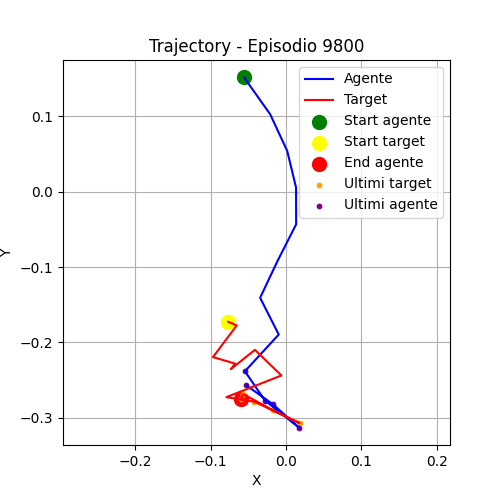 Trajectory - Episodio 9800
Agente
Target
Start agente
Start target
End agente
Ultimi target
Ultimi agente
0.1
0.0
−0.1
−0.2
−0.3
Y
−0.2
−0.1
0.0
0.1
0.2
X